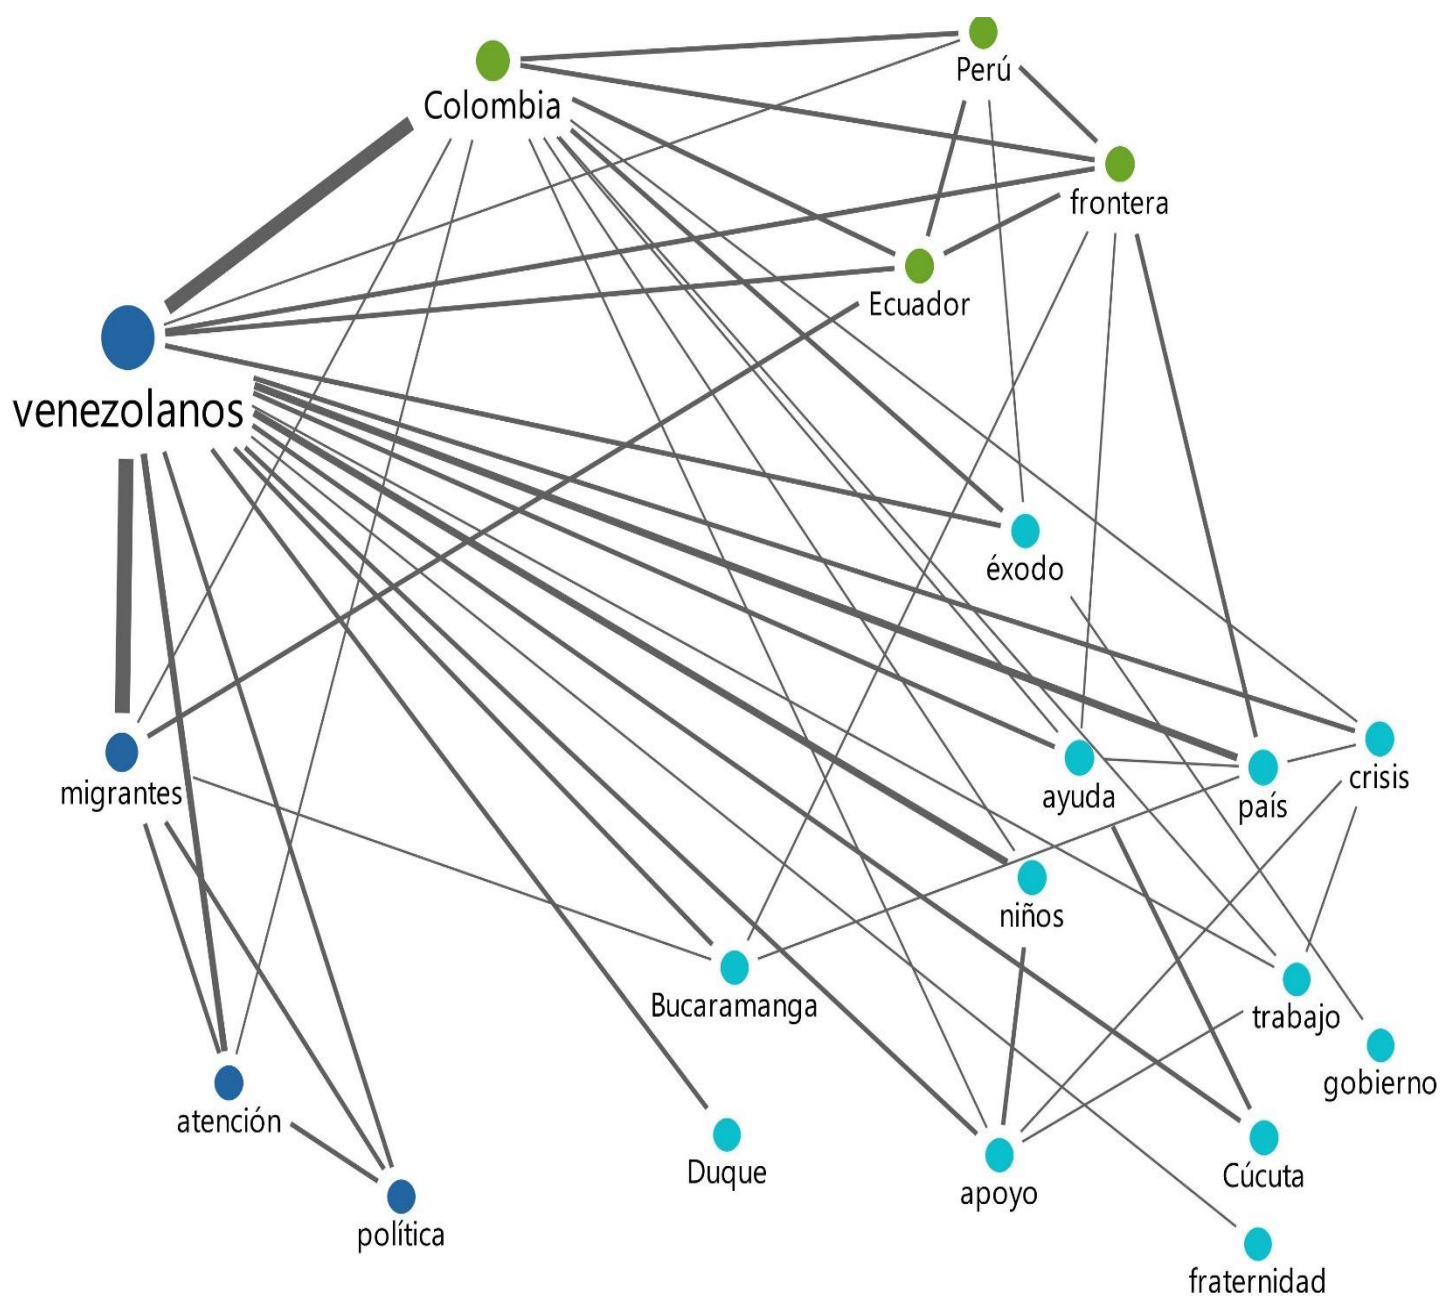 Perú
Colombia
frontera
Ecuador
venezolanos
éxodo
migrantes
ayuda
país
crisis
niños
Bucaramanga
trabajo
gobierno
atención
Duque
apoyo
Cúcuta
política
fraternidad